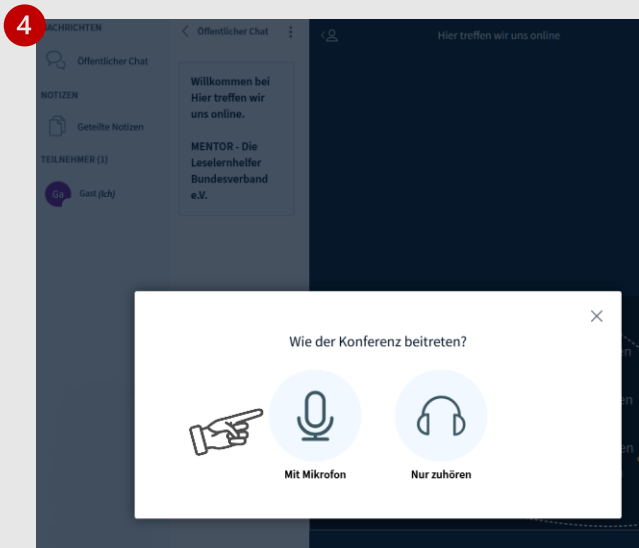 4
NACHRICHTEN
Öffentlicher Chat
NOTIZEN
Geteilte Notizen
TEILNEHMER (1)
Ga
Gast (Ich)
Öffentlicher Chat
Willkommen bei
Hier treffen wir
uns online.
MENTOR - Die
Leselernhelfer
Bundesverband
e.V.
Hier treffen wir uns online
Wie der Konferenz beitreten?
Mit Mikrofon
Nur zuhören